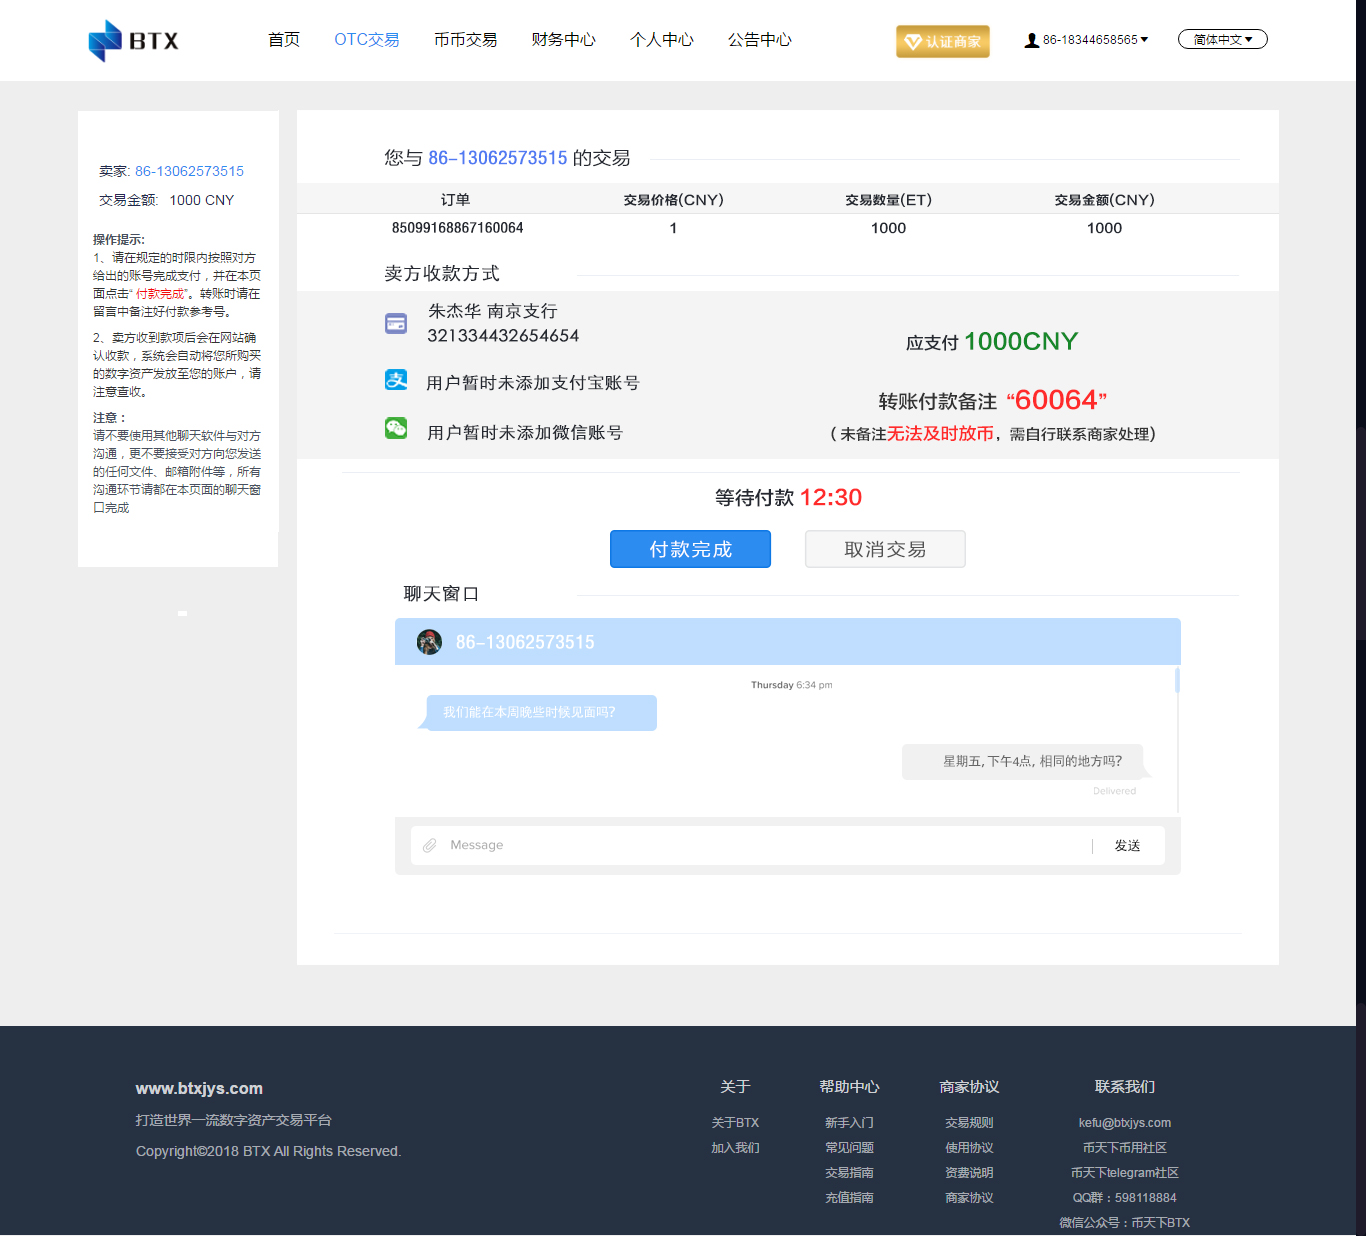 BTX
首页 OTC交易 币币交易 财务中心 个人中心 公告中心
认证商家
86-18344658565
简体中文
卖家: 86-13062573515
交易金额: 1000 CNY
操作提示:
1、请在规定的时限内按照对方
给出的账号完成支付，并在本页
面点击“ 付款完成”。转账时请在
留言中备注好付款参考号。
2、卖方收到款项后会在网站确
认收款，系统会自动将您所购买
的数字资产发放至您的账户，请
注意查收。
注意：
请不要使用其他聊天软件与对方
沟通，更不要接受对方向您发送
的任何文件、邮箱附件等，所有
沟通环节请都在本页面的聊天窗
口完成
您与 86-13062573515 的交易
订单 交易价格(CNY) 交易数量(ET) 交易金额(CNY)
85099168867160064 1 1000 1000
卖方收款方式
朱杰华 南京支行
321334432654654
支 用户暂时未添加支付宝账号
用户暂时未添加微信账号
应支付 1000CNY
转账付款备注 “60064”
( 未备注无法及时放币，需自行联系商家处理)
等待付款 12:30
付款完成 取消交易
聊天窗口
86-13062573515
Thursday 6:34 pm
我们能在本周晚些时候见面吗?
星期五, 下午4点, 相同的地方吗?
Delivered
Message 发送
www.btxjys.com
打造世界一流数字资产交易平台
Copyright©2018 BTX All Rights Reserved.
关于
关于BTX
加入我们
帮助中心
新手入门
常见问题
交易指南
充值指南
商家协议
交易规则
使用协议
资费说明
商家协议
联系我们
kefu@btxjys.com
币天下币用社区
币天下telegram社区
QQ群：598118884
微信公众号：币天下BTX